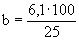 b = 6,1·100 / 25